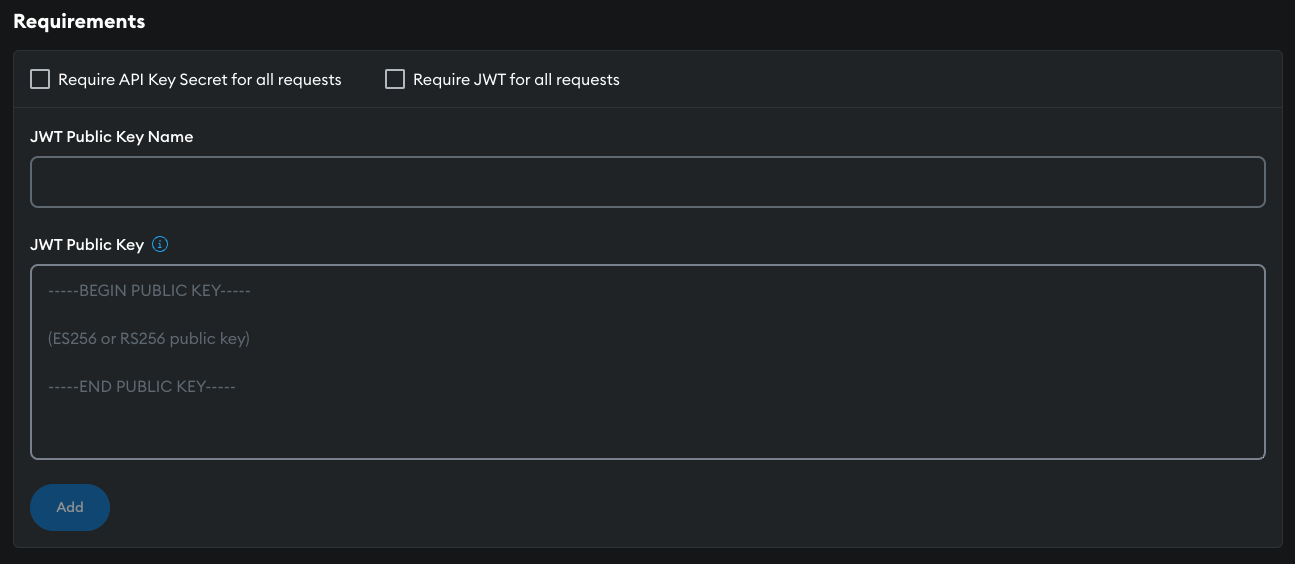 Requirements
Require API Key Secret for all requests
Require JWT for all requests
JWT Public Key Name
JWT Public Key
-----BEGIN PUBLIC KEY-----
(ES256 or RS256 public key)
-----END PUBLIC KEY-----
Add